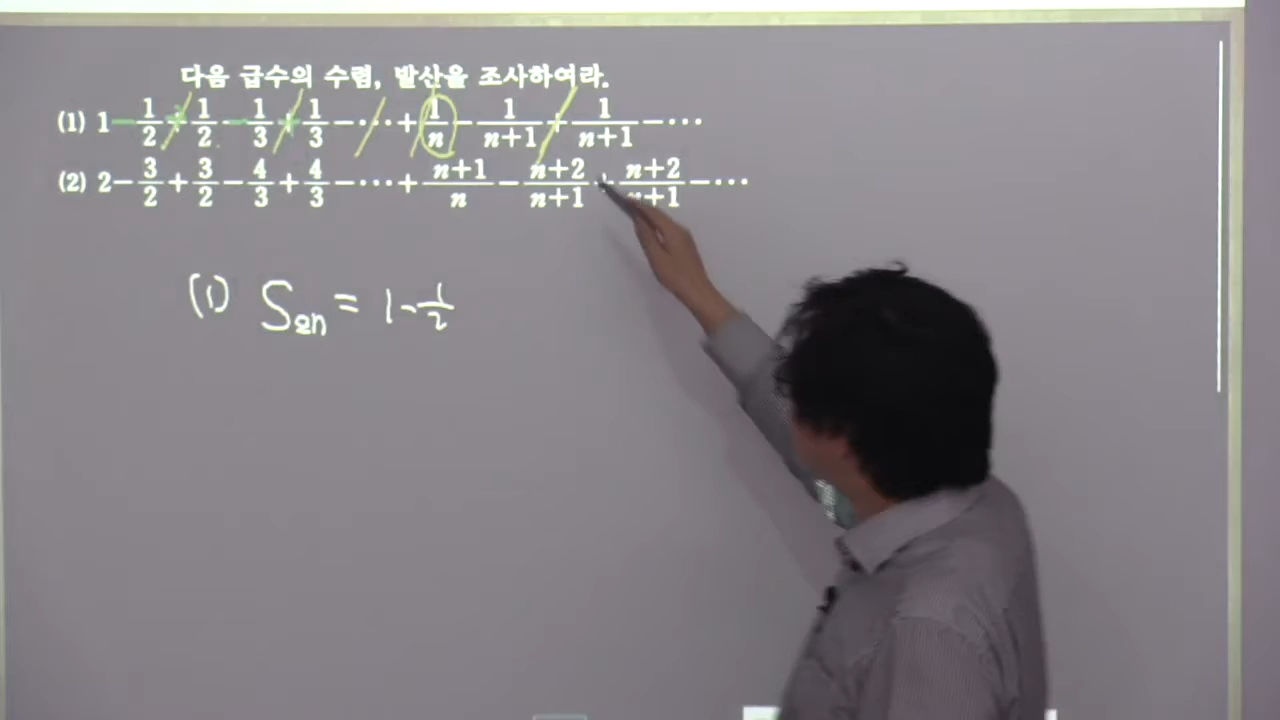 다음 급수의 수렴, 발산을 조사하여라.
(1) 1 - 1/2 + 1/2 - 1/3 + 1/3 - ⋯ + 1/n - 1/(n+1) + 1/(n+1) - ⋯
(2) 2 - 3/2 + 3/2 - 4/3 + 4/3 - ⋯ + (n+1)/n - (n+2)/(n+1) + (n+2)/(n+1) - ⋯
(1) S₂ₙ = 1 - 1/2